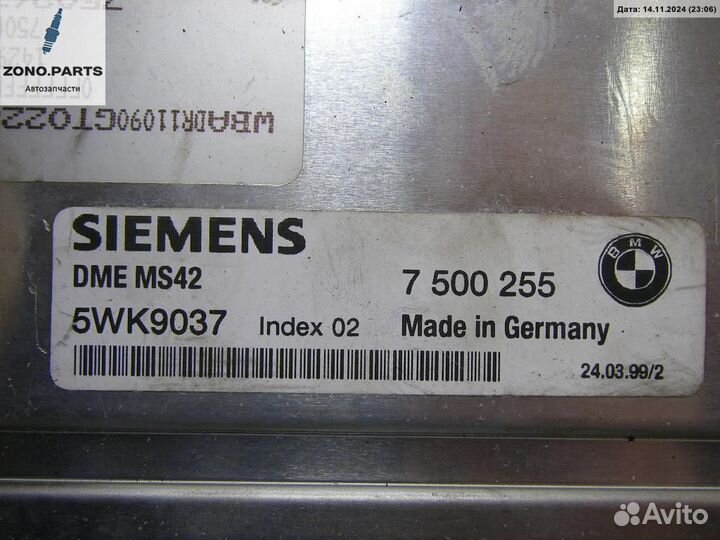 Дата: 14.11.2024 (23:06)
ZONO.PARTS
Автозапчасти
WBADR11090GT022
SIEMENS
DME MS42
7 500 255
BMW
5WK9037 Index 02 Made in Germany
24.03.99/2
Avito